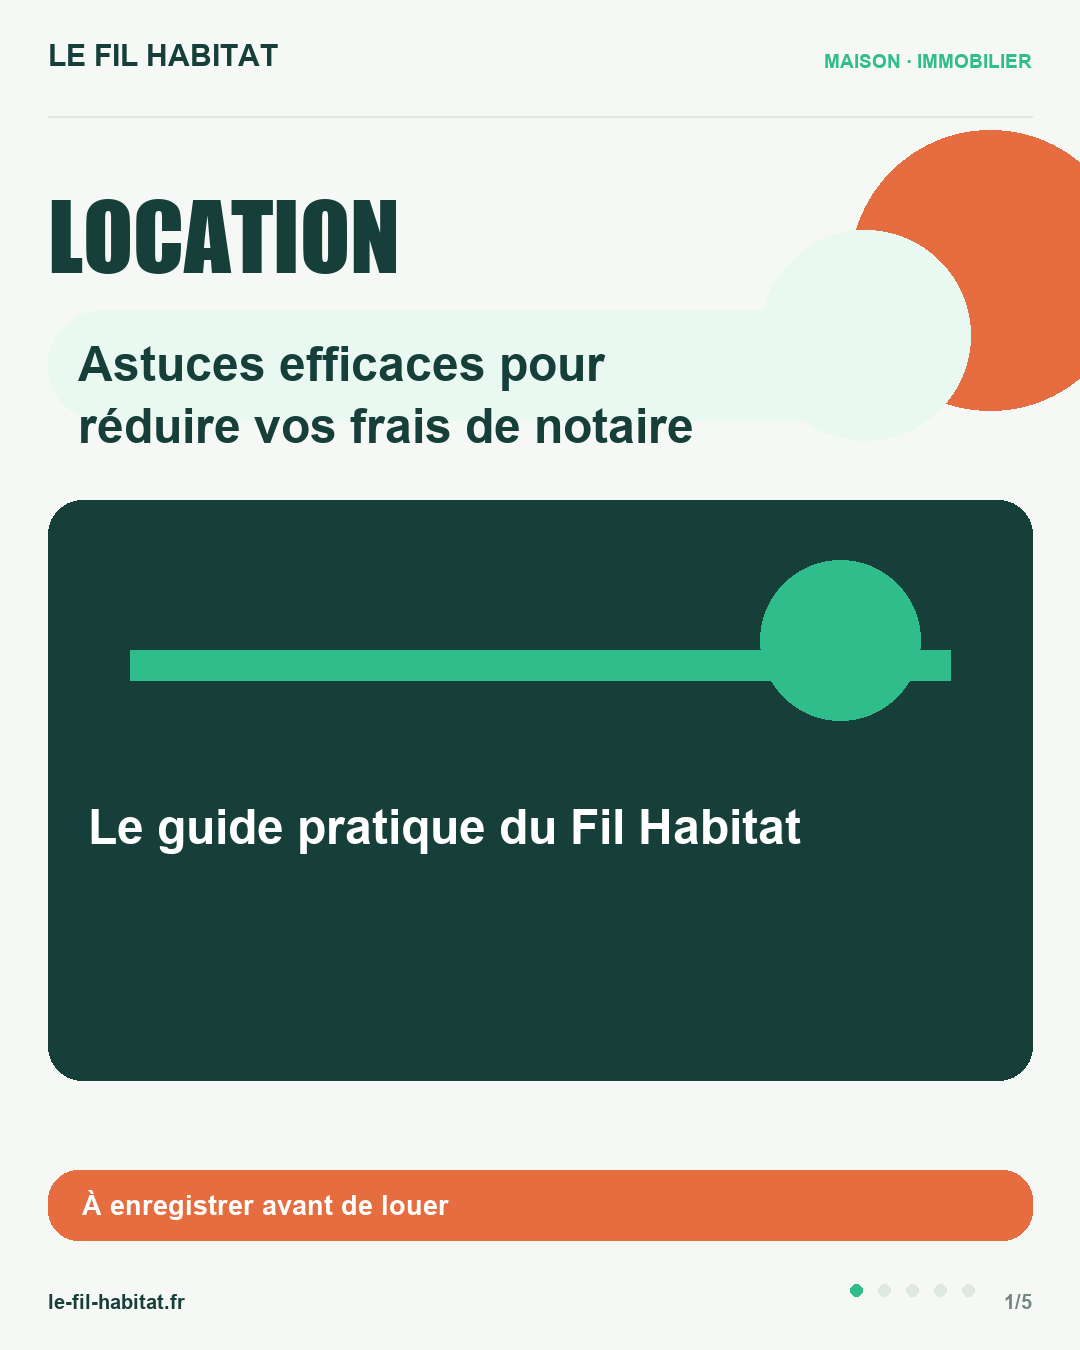 LE FIL HABITAT
MAISON · IMMOBILIER
LOCATION
Astuces efficaces pour
réduire vos frais de notaire
Le guide pratique du Fil Habitat
À enregistrer avant de louer
le-fil-habitat.fr
1/5